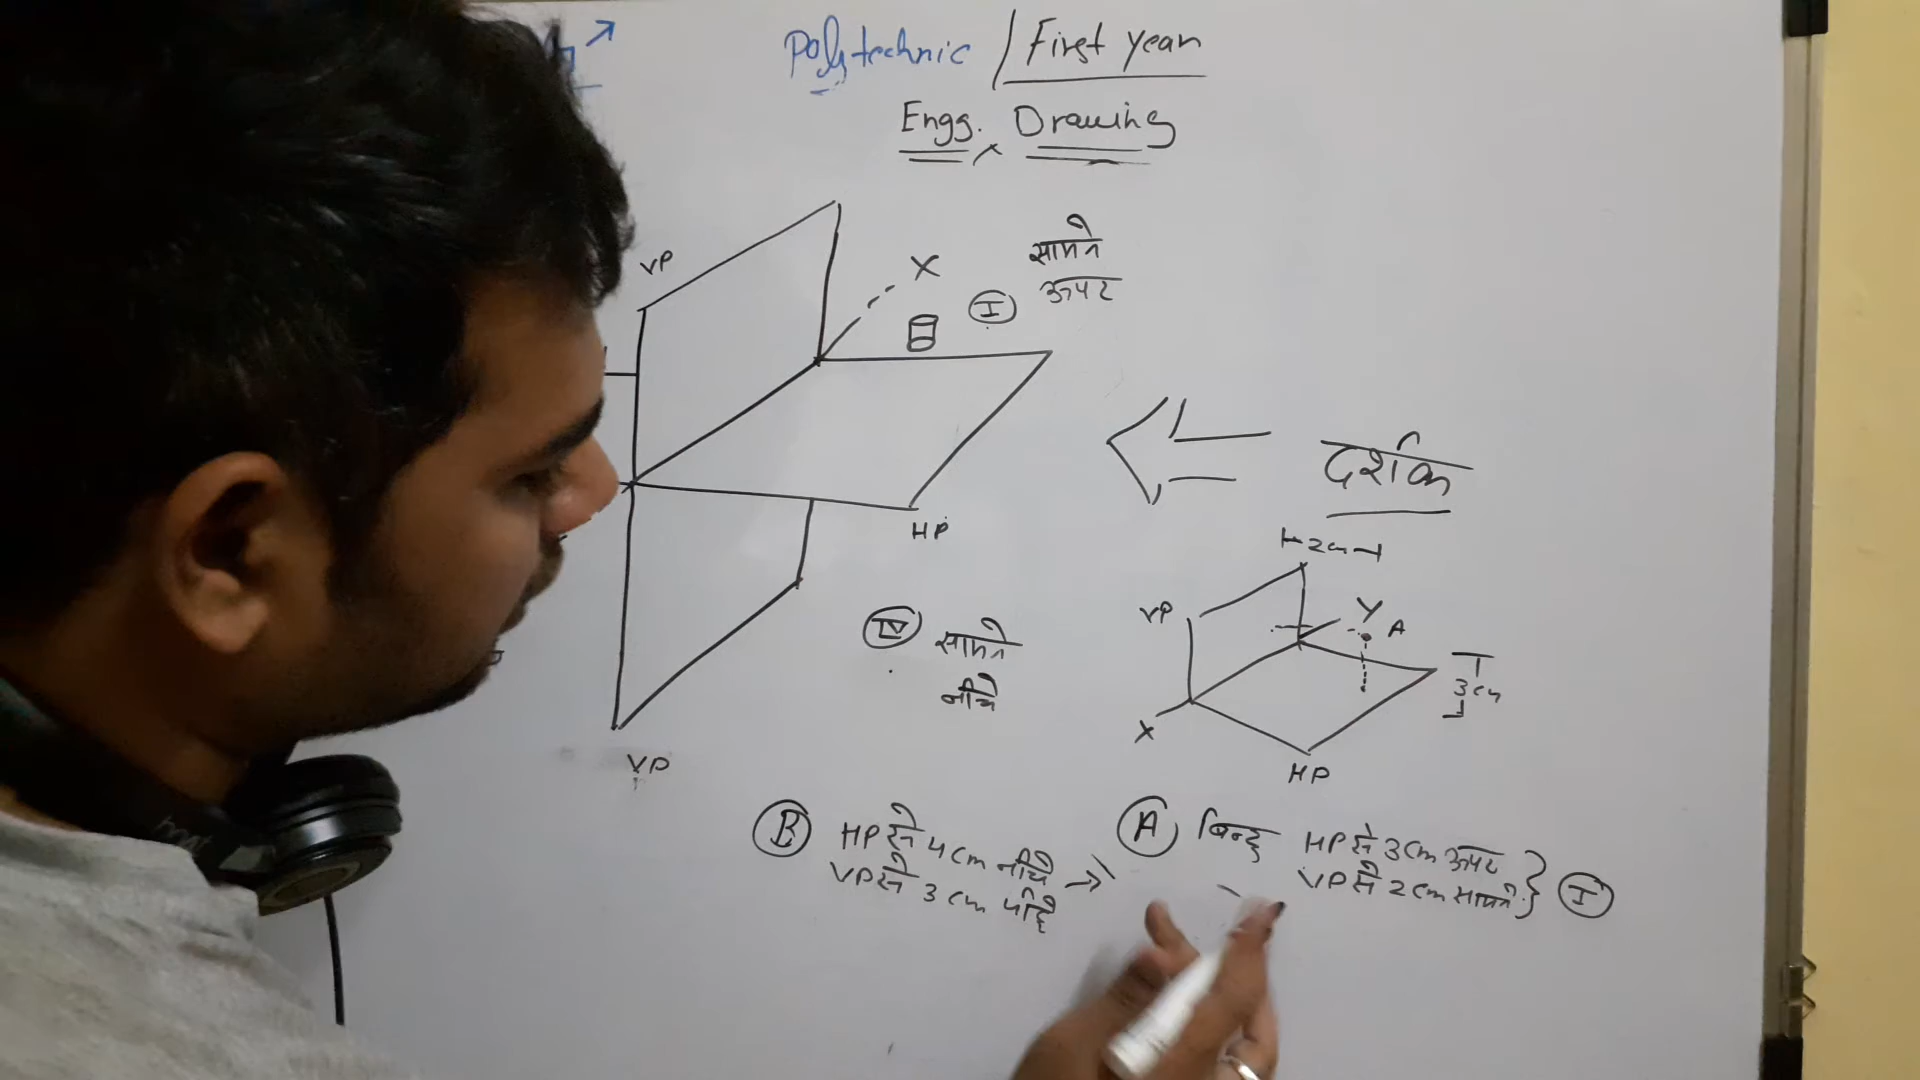 Polytechnic / First year
Engg. Drawing
VP
X
I
सामने
ऊपर
दर्शक
HP
2cm
VP
Y
A
3cm
X
HP
IV
सामने
नीचे
VP
B HP से 4cm नीचे
VP से 3cm पीछे
A बिन्दु HP से 3cm ऊपर
VP से 2cm सामने
I